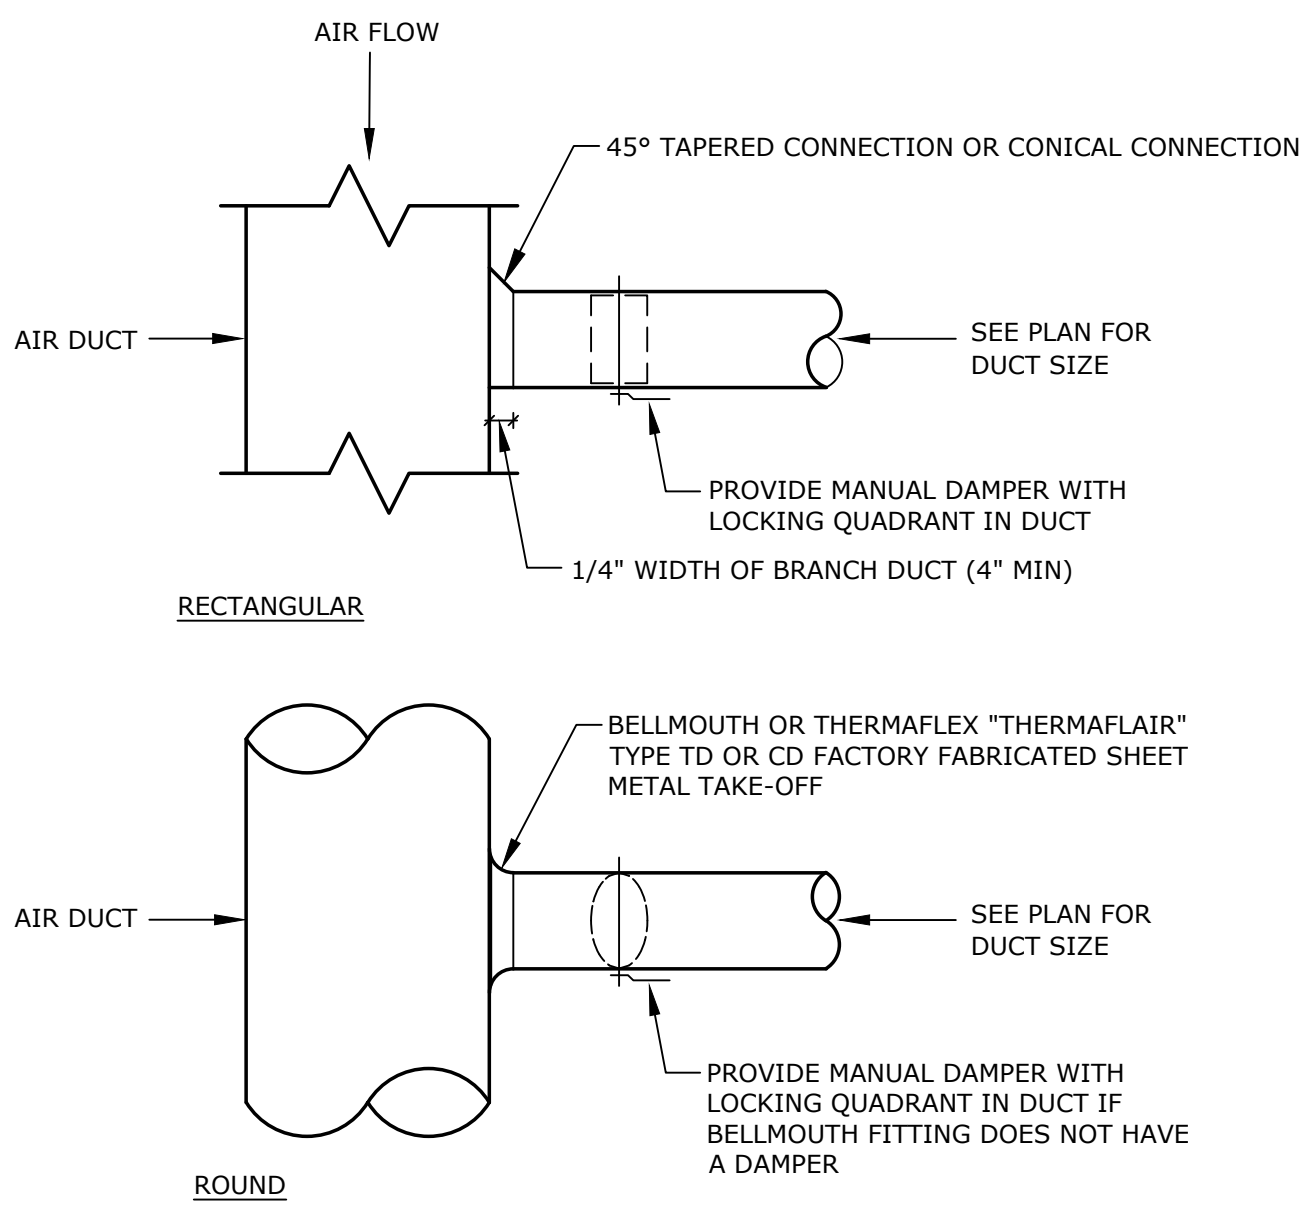 AIR FLOW
45° TAPERED CONNECTION OR CONICAL CONNECTION
AIR DUCT
SEE PLAN FOR
DUCT SIZE
PROVIDE MANUAL DAMPER WITH
LOCKING QUADRANT IN DUCT
1/4" WIDTH OF BRANCH DUCT (4" MIN)
RECTANGULAR
BELLMOUTH OR THERMAFLEX "THERMAFLAIR"
TYPE TD OR CD FACTORY FABRICATED SHEET
METAL TAKE-OFF
AIR DUCT
SEE PLAN FOR
DUCT SIZE
PROVIDE MANUAL DAMPER WITH
LOCKING QUADRANT IN DUCT IF
BELLMOUTH FITTING DOES NOT HAVE
A DAMPER
ROUND